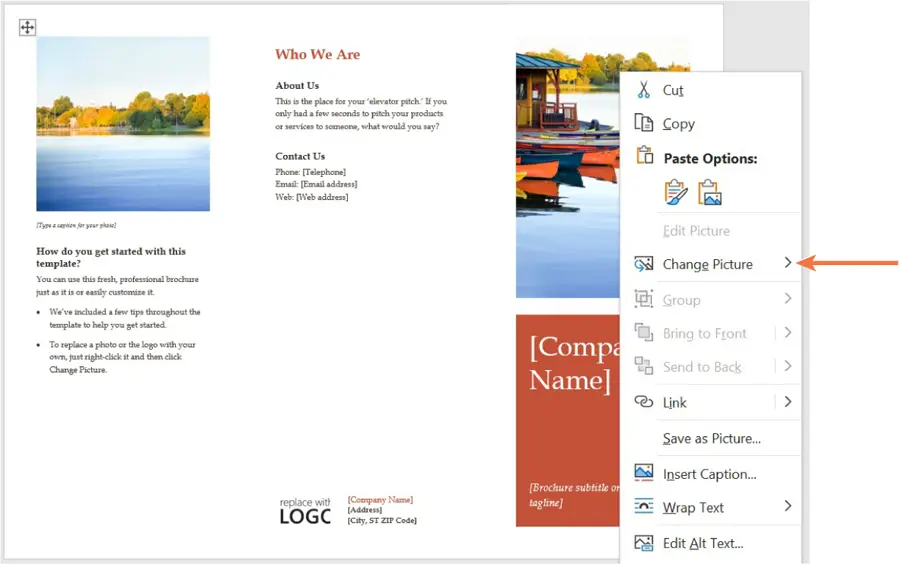 [Type a caption for your photo]
How do you get started with this
template?
You can use this fresh, professional brochure
just as it is or easily customize it.
• We've included a few tips throughout the
template to help you get started.
• To replace a photo or the logo with your
own, just right-click it and then click
Change Picture.
Who We Are
About Us
This is the place for your 'elevator pitch.' If you
only had a few seconds to pitch your products
or services to someone, what would you say?
Contact Us
Phone: [Telephone]
Email: [Email address]
Web: [Web address]
replace with
LOGO
[Company Name]
[Address]
[City, ST ZIP Code]
[Compa
Name]
[Brochure subtitle or
tagline]
Cut
Copy
Paste Options:
Edit Picture
Change Picture
Group
Bring to Front
Send to Back
Link
Save as Picture...
Insert Caption...
Wrap Text
Edit Alt Text...